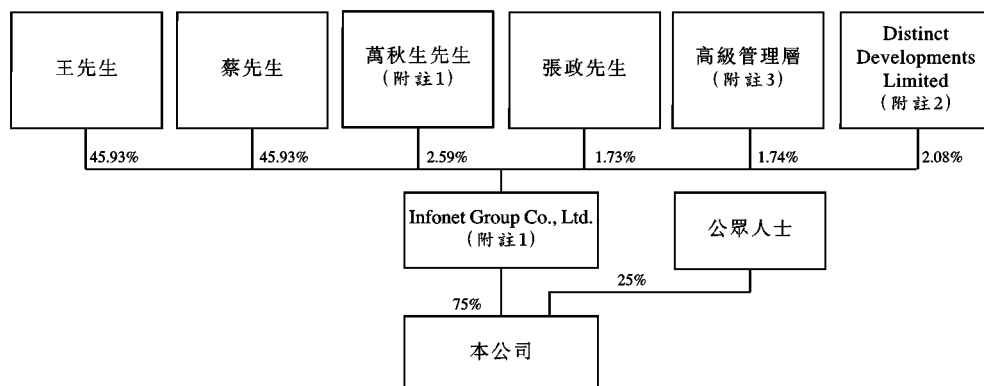 王先生
蔡先生
萬秋生先生
(附註1)
張政先生
高級管理層
(附註3)
Distinct
Developments
Limited
(附註2)
45.93%
45.93%
2.59%
1.73%
1.74%
2.08%
Infonet Group Co., Ltd.
(附註1)
公眾人士
75%
25%
本公司